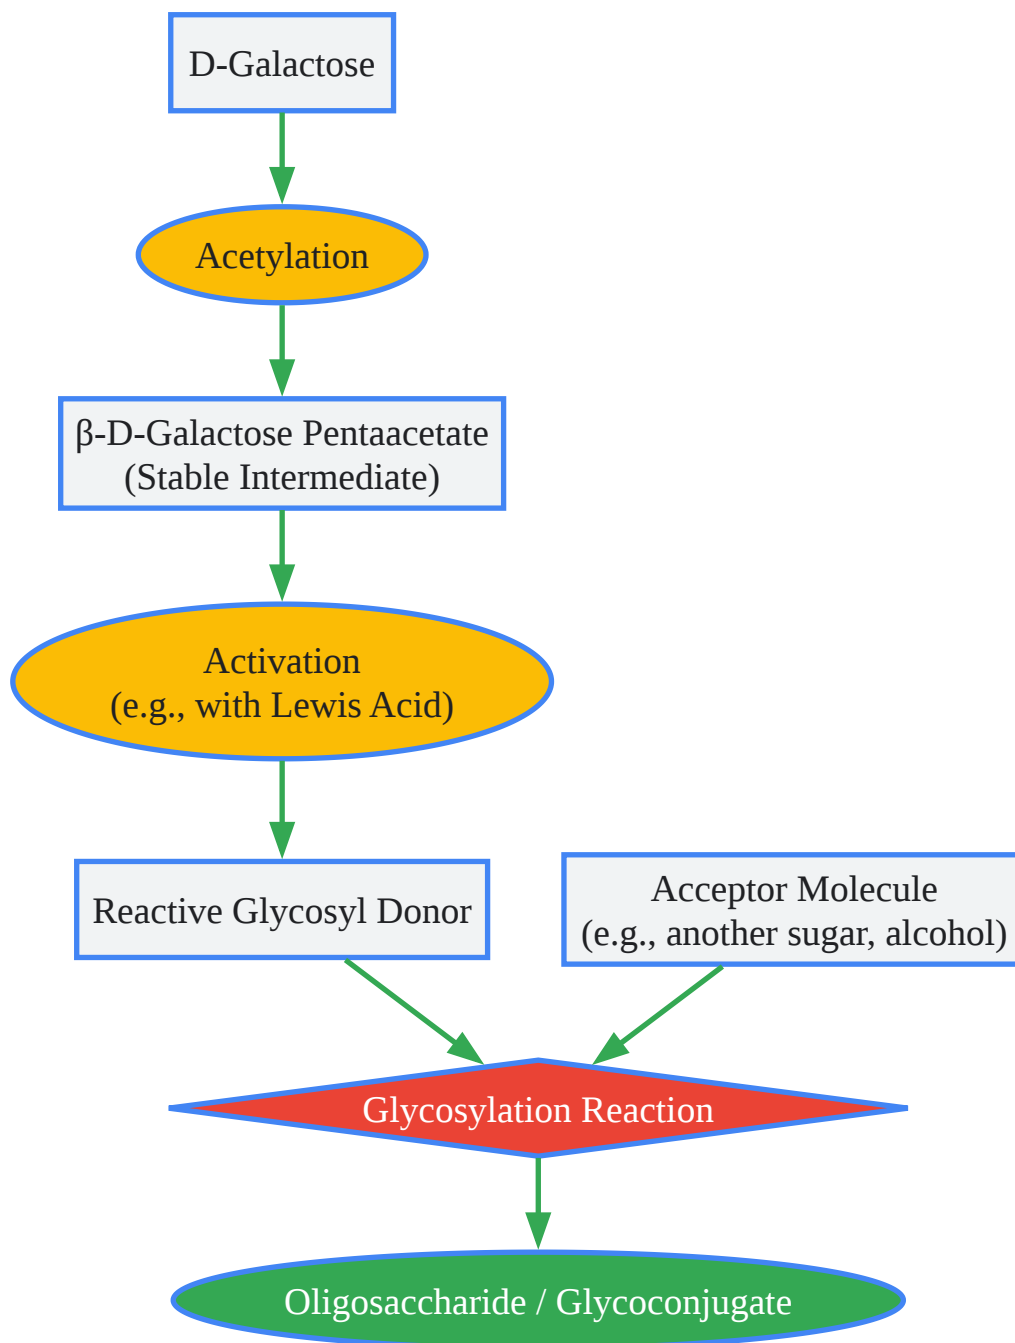 D-Galactose
Acetylation
β-D-Galactose Pentaacetate
(Stable Intermediate)
Activation
(e.g., with Lewis Acid)
Reactive Glycosyl Donor
Acceptor Molecule
(e.g., another sugar, alcohol)
Glycosylation Reaction
Oligosaccharide / Glycoconjugate